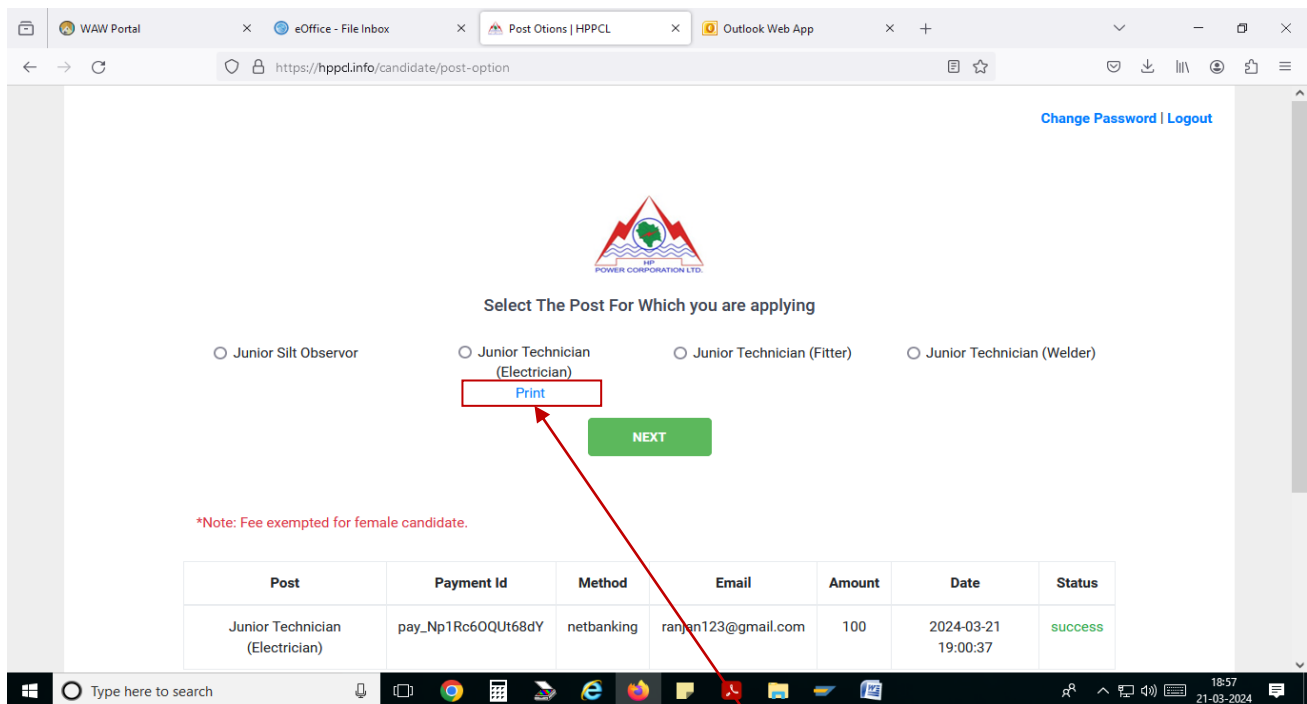 WAW Portal
eOffice - File Inbox
Post Otions | HPPCL
Outlook Web App
https://hppcl.info/candidate/post-option
Change Password | Logout
HP
POWER CORPORATION LTD.
Select The Post For Which you are applying
Junior Silt Observor
Junior Technician
(Electrician)
Print
Junior Technician (Fitter)
Junior Technician (Welder)
NEXT
*Note: Fee exempted for female candidate.
Post Payment Id Method Email Amount Date Status
Junior Technician
(Electrician)
pay_Np1Rc6OQUt68dY netbanking ranjan123@gmail.com 100
2024-03-21
19:00:37
success
Type here to search
18:57
21-03-2024